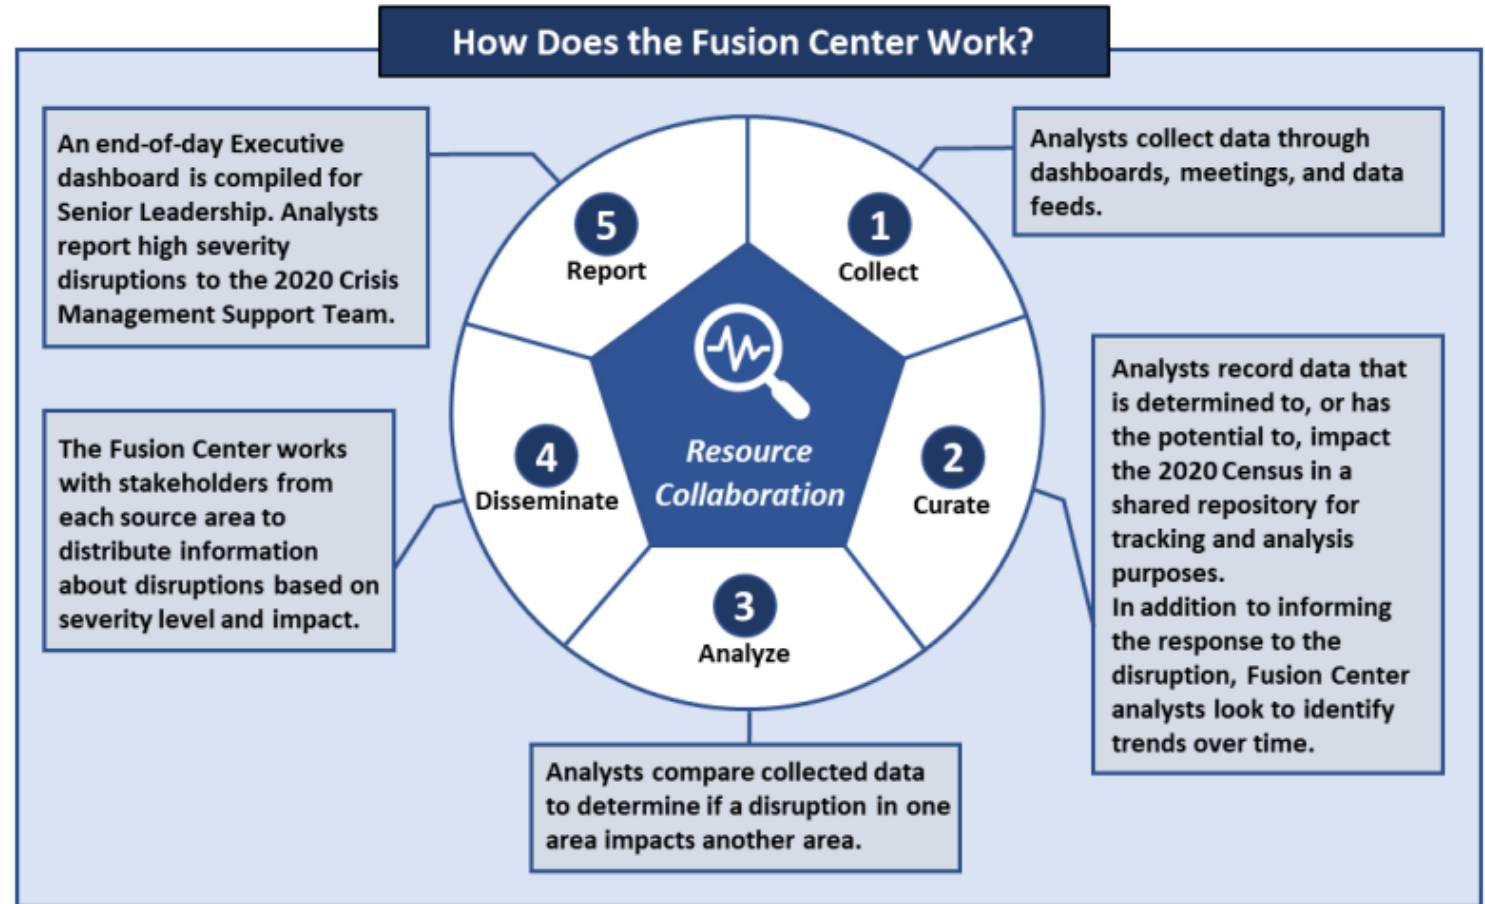 How Does the Fusion Center Work?
An end-of-day Executive
dashboard is compiled for
Senior Leadership. Analysts
report high severity
disruptions to the 2020 Crisis
Management Support Team.
Analysts collect data through
dashboards, meetings, and data
feeds.
5
Report
1
Collect
Analysts record data that
is determined to, or has
the potential to, impact
the 2020 Census in a
shared repository for
tracking and analysis
purposes.
In addition to informing
the response to the
disruption, Fusion Center
analysts look to identify
trends over time.
The Fusion Center works
with stakeholders from
each source area to
distribute information
about disruptions based on
severity level and impact.
4
Disseminate
Resource
Collaboration
2
Curate
3
Analyze
Analysts compare collected data
to determine if a disruption in one
area impacts another area.